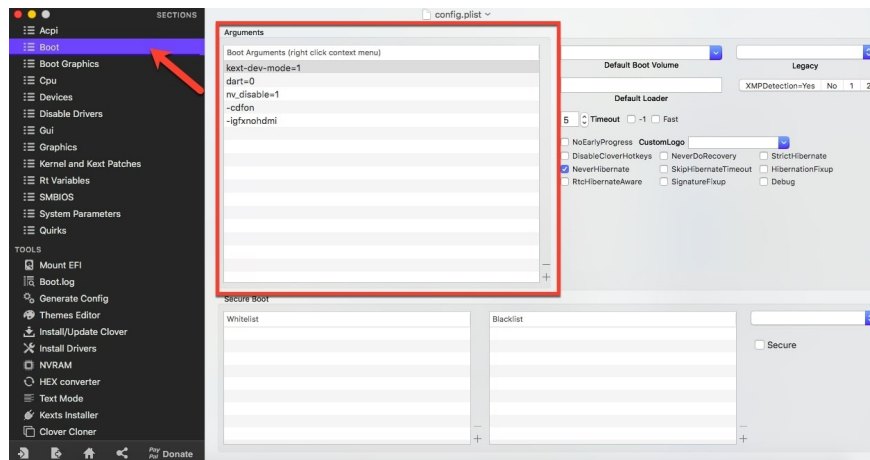 SECTIONS
config.plist
Acpi
Boot
Boot Graphics
Cpu
Devices
Disable Drivers
Gui
Graphics
Kernel and Kext Patches
Rt Variables
SMBIOS
System Parameters
Quirks
TOOLS
Mount EFI
Boot.log
Generate Config
Themes Editor
Install/Update Clover
Install Drivers
NVRAM
HEX converter
Text Mode
Kexts Installer
Clover Cloner
Pay Pal Donate
Arguments
Boot Arguments (right click context menu)
kext-dev-mode=1
dart=0
nv_disable=1
-cdfon
-igfxnohdmi
Default Boot Volume
Legacy
XMPDetection=Yes No 1 2
Default Loader
5 Timeout -1 Fast
NoEarlyProgress CustomLogo
DisableCloverHotkeys NeverDoRecovery StrictHibernate
NeverHibernate SkipHibernateTimeout HibernationFixup
RtcHibernateAware SignatureFixup Debug
Secure Boot
Whitelist Blacklist
Secure